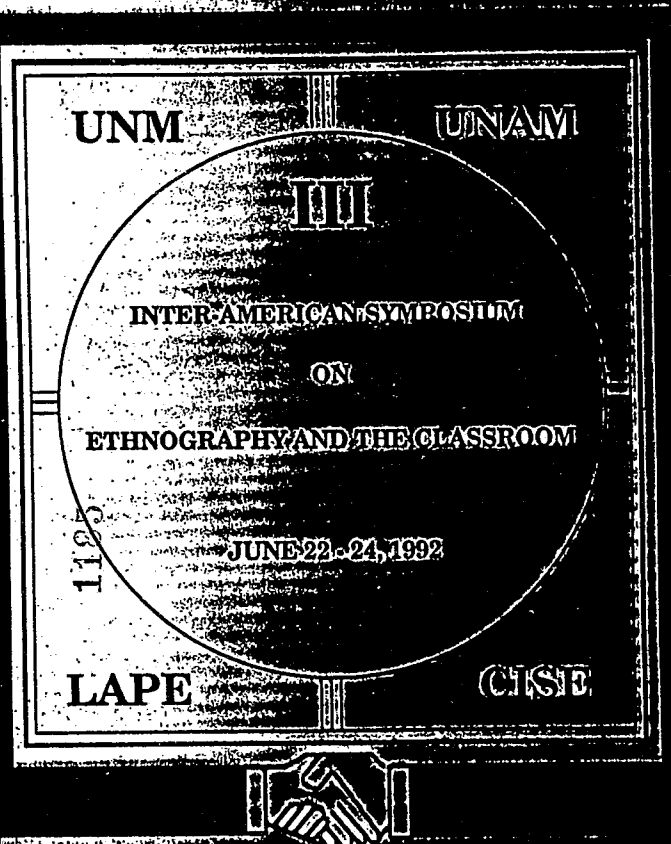 UNM UNAM
III
INTER-AMERICAN SYMPOSIUM
ON
ETHNOGRAPHY AND THE CLASSROOM
JUNE 22 - 24, 1992
LAPE CISE